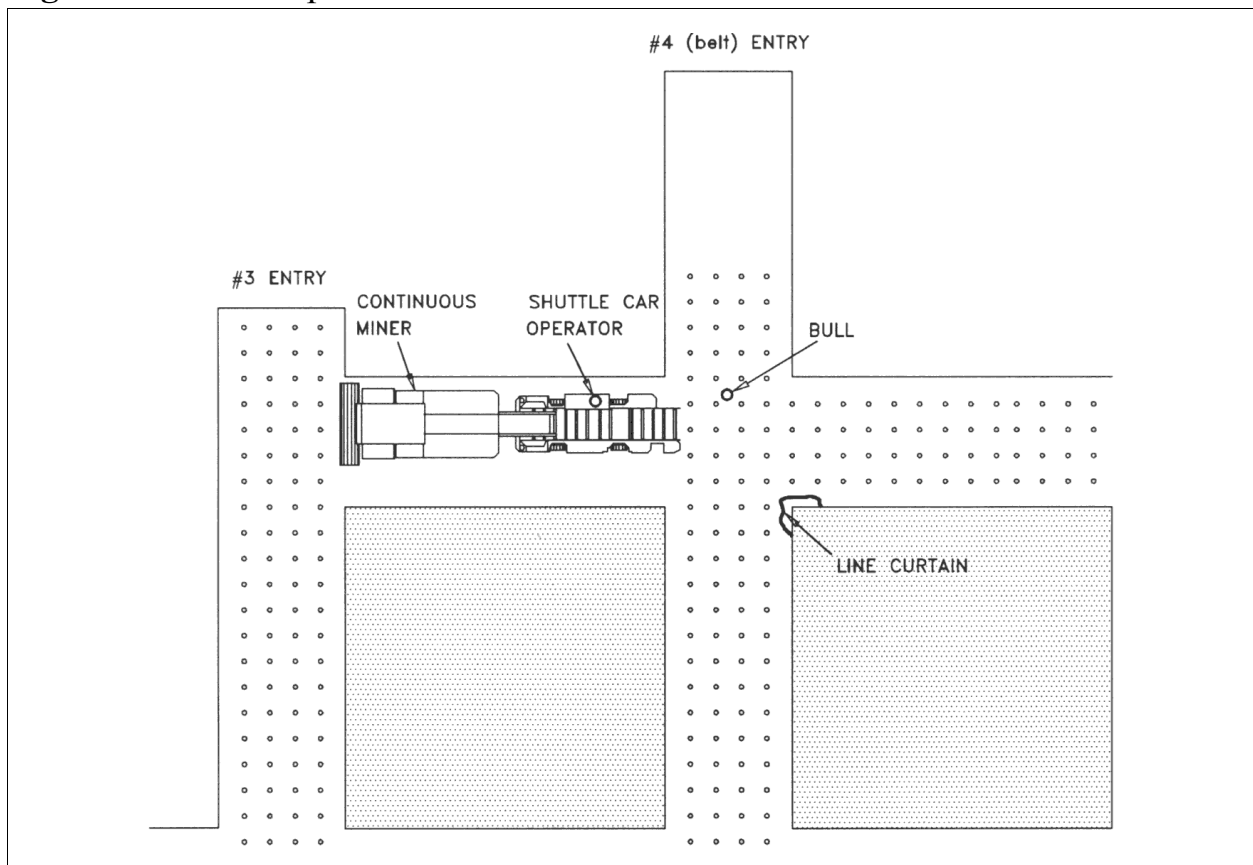 #4 (belt) ENTRY
#3 ENTRY
CONTINUOUS
MINER
SHUTTLE CAR
OPERATOR
BULL
LINE CURTAIN